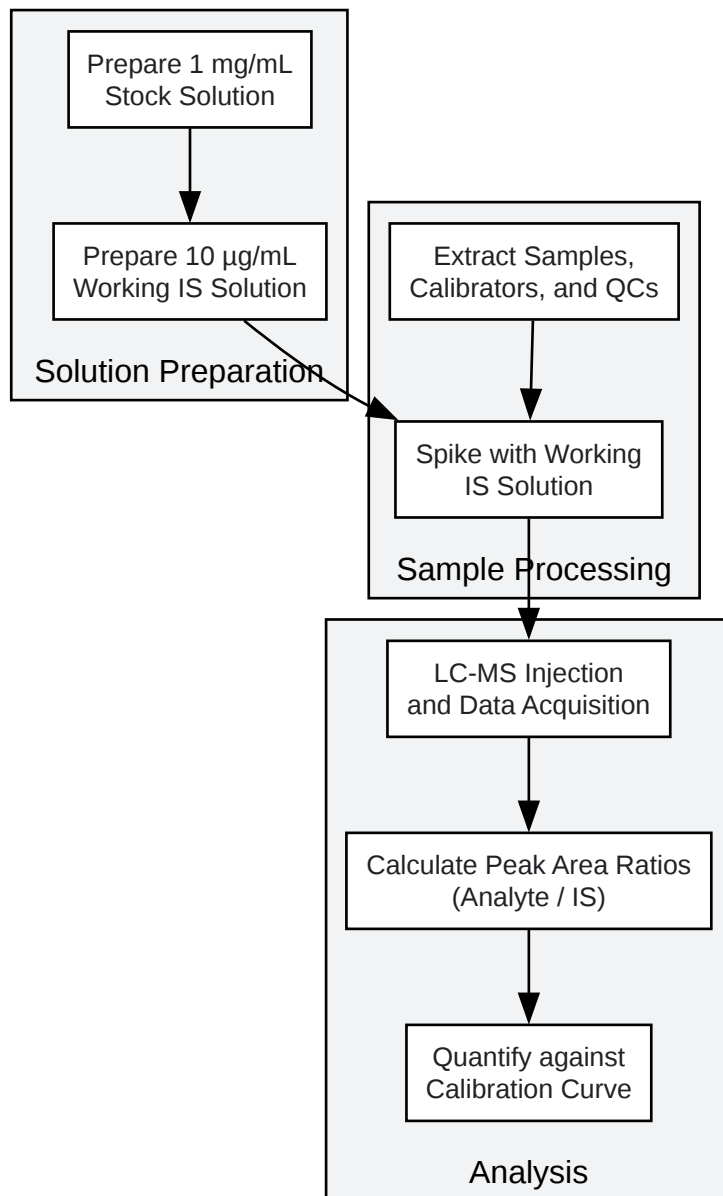 Prepare 1 mg/mL
Stock Solution
Prepare 10 µg/mL
Working IS Solution
Solution Preparation
Extract Samples,
Calibrators, and QCs
Spike with Working
IS Solution
Sample Processing
LC-MS Injection
and Data Acquisition
Calculate Peak Area Ratios
(Analyte / IS)
Quantify against
Calibration Curve
Analysis